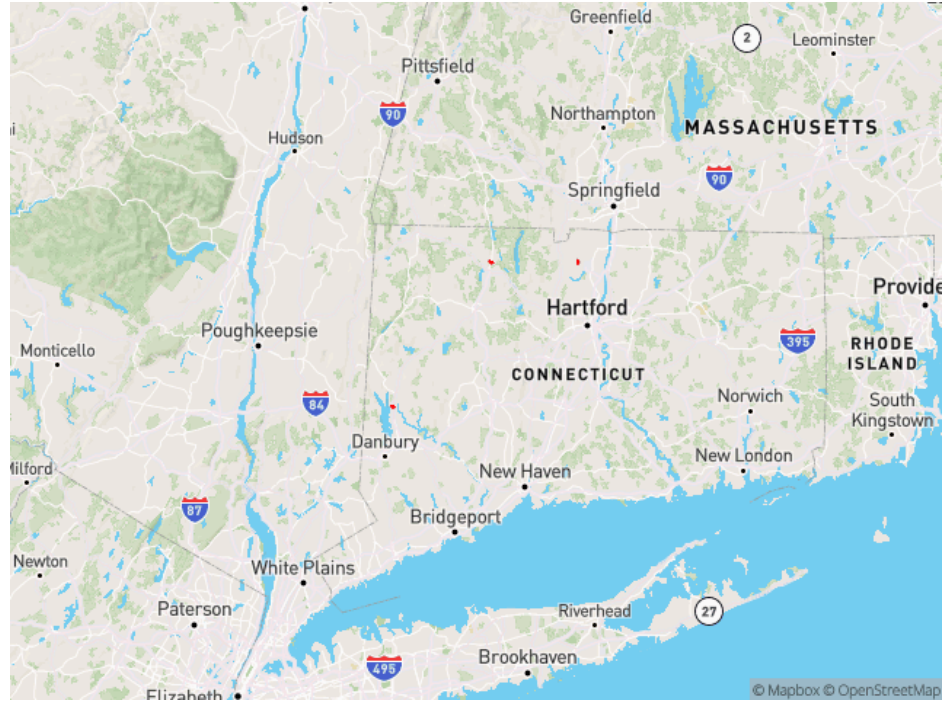 Greenfield
2
Leominster
Pittsfield
90
Northampton
MASSACHUSETTS
Hudson
90
Springfield
Provide
Hartford
Poughkeepsie
395
RHODE
ISLAND
Monticello
CONNECTICUT
84
Norwich
South
Kingstown
Danbury
Milford
New Haven
New London
87
Bridgeport
Newton
White Plains
Paterson
Riverhead
27
495
Brookhaven
Elizabeth
© Mapbox © OpenStreetMap